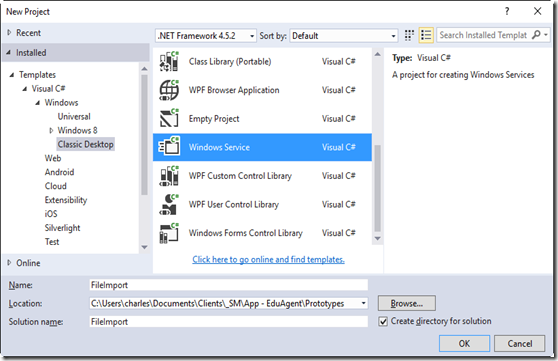 New Project
? ×
Recent
Installed
Templates
Visual C#
Windows
Universal
Windows 8
Classic Desktop
Web
Android
Cloud
Extensibility
iOS
Silverlight
Test
Online
.NET Framework 4.5.2 Sort by: Default
Class Library (Portable) Visual C#
WPF Browser Application Visual C#
Empty Project Visual C#
Windows Service Visual C#
WPF Custom Control Library Visual C#
WPF User Control Library Visual C#
Windows Forms Control Library Visual C#
Click here to go online and find templates.
Search Installed Templat
Type: Visual C#
A project for creating Windows Services
Name: FileImport
Location: C:\Users\charles\Documents\Clients\_SM\App - EduAgent\Prototypes Browse...
Solution name: FileImport
Create directory for solution
OK Cancel